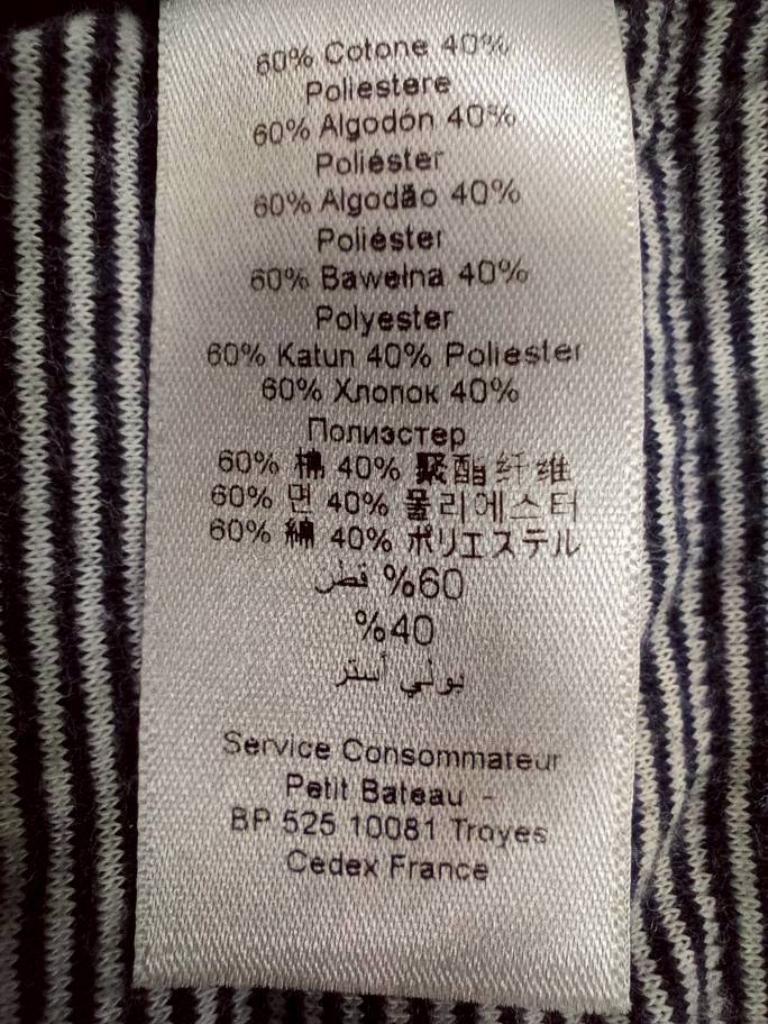 60% Cotone 40%
Poliestere
60% Algodón 40%
Poliéster
60% Algodão 40%
Poliéster
60% Bawełna 40%
Polyester
60% Katun 40% Poliester
60% Хлопок 40%
Полиэстер
60% 棉 40% 聚酯纤维
60% 면 40% 폴리에스터
60% 綿 40% ポリエステル
%60 قطن
%40
بولي أستر
Service Consommateur
Petit Bateau -
BP 525 10081 Troyes
Cedex France